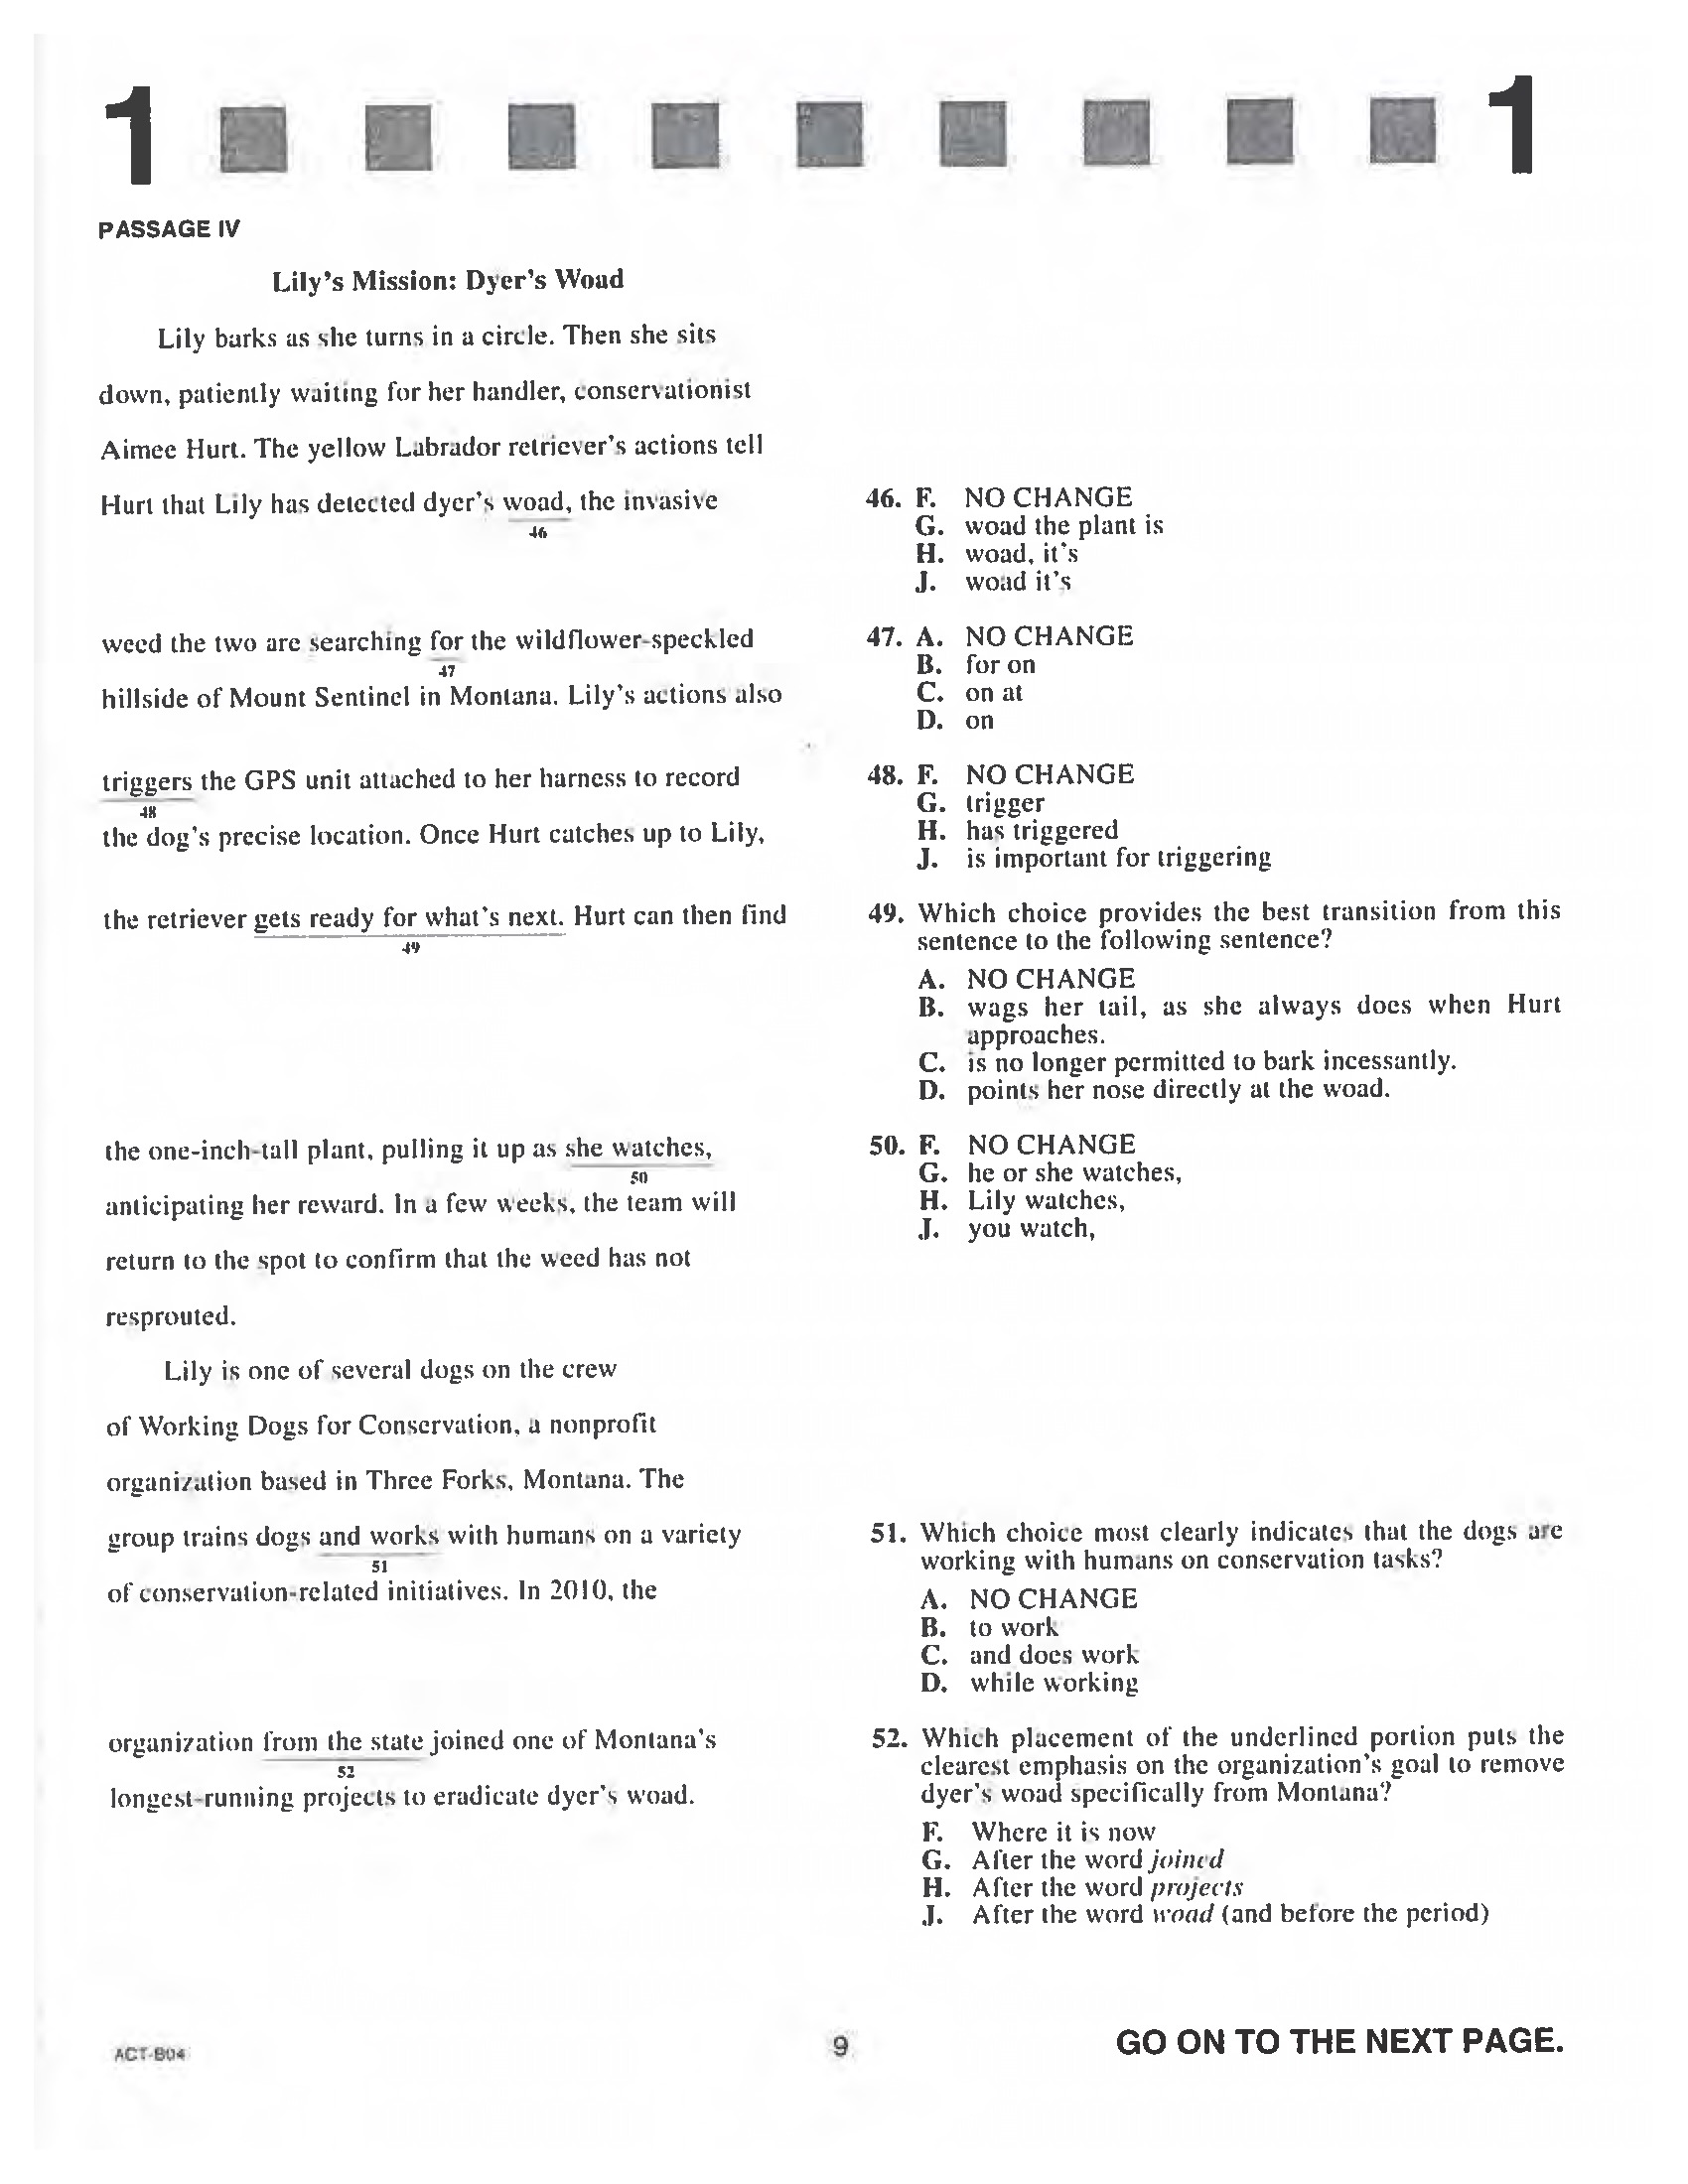 1 1
PASSAGE IV
Lily's Mission: Dyer's Woad
Lily barks as she turns in a circle. Then she sits
down, patiently waiting for her handler, conservationist
Aimee Hurt. The yellow Labrador retriever's actions tell
Hurt that Lily has detected dyer's woad, the invasive
46
weed the two are searching for the wildflower-speckled
47
hillside of Mount Sentinel in Montana. Lily's actions also
triggers the GPS unit attached to her harness to record
48
the dog's precise location. Once Hurt catches up to Lily,
the retriever gets ready for what's next. Hurt can then find
49
the one-inch-tall plant, pulling it up as she watches,
50
anticipating her reward. In a few weeks, the team will
return to the spot to confirm that the weed has not
resprouted.
Lily is one of several dogs on the crew
of Working Dogs for Conservation, a nonprofit
organization based in Three Forks, Montana. The
group trains dogs and works with humans on a variety
51
of conservation-related initiatives. In 2010, the
organization from the state joined one of Montana's
52
longest-running projects to eradicate dyer's woad.
46. F. NO CHANGE
G. woad the plant is
H. woad, it's
J. woad it's
47. A. NO CHANGE
B. for on
C. on at
D. on
48. F. NO CHANGE
G. trigger
H. has triggered
J. is important for triggering
49. Which choice provides the best transition from this
sentence to the following sentence?
A. NO CHANGE
B. wags her tail, as she always does when Hurt
approaches.
C. is no longer permitted to bark incessantly.
D. points her nose directly at the woad.
50. F. NO CHANGE
G. he or she watches,
H. Lily watches,
J. you watch,
51. Which choice most clearly indicates that the dogs are
working with humans on conservation tasks?
A. NO CHANGE
B. to work
C. and does work
D. while working
52. Which placement of the underlined portion puts the
clearest emphasis on the organization's goal to remove
dyer's woad specifically from Montana?
F. Where it is now
G. After the word joined
H. After the word projects
J. After the word woad (and before the period)
ACT-B04
9
GO ON TO THE NEXT PAGE.